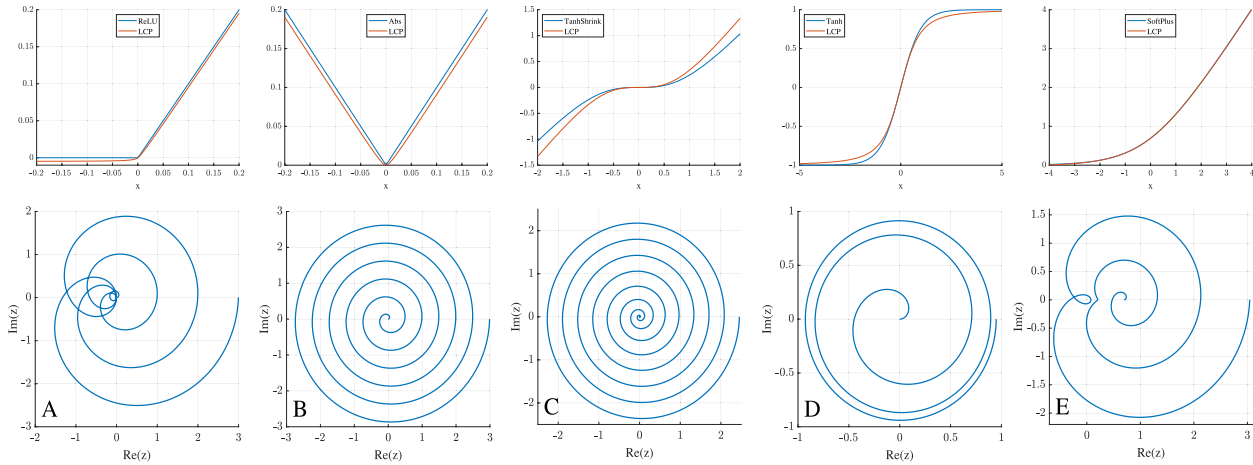 ReLU
LCP
0.2
0.15
0.1
0.05
0
-0.2 -0.15 -0.1 -0.05 0 0.05 0.1 0.15 0.2
x
Abs
LCP
0.2
0.15
0.1
0.05
0
-0.2 -0.15 -0.1 -0.05 0 0.05 0.1 0.15 0.2
x
TanhShrink
LCP
1.5
1
0.5
0
-0.5
-1
-1.5
-2 -1.5 -1 -0.5 0 0.5 1 1.5 2
x
Tanh
LCP
1
0.5
0
-0.5
-1
-5 0 5
x
SoftPlus
LCP
4
3
2
1
0
-4 -3 -2 -1 0 1 2 3 4
x
2
1
0
-1
-2
-3
Im(z)
A
-2 -1 0 1 2 3
Re(z)
3
2
1
0
-1
-2
-3
Im(z)
B
-3 -2 -1 0 1 2 3
Re(z)
2
1
0
-1
-2
Im(z)
C
-2 -1 0 1 2
Re(z)
1
0.5
0
-0.5
-1
Im(z)
D
-1 -0.5 0 0.5 1
Re(z)
1.5
1
0.5
0
-0.5
-1
-1.5
-2
Im(z)
E
0 1 2 3
Re(z)